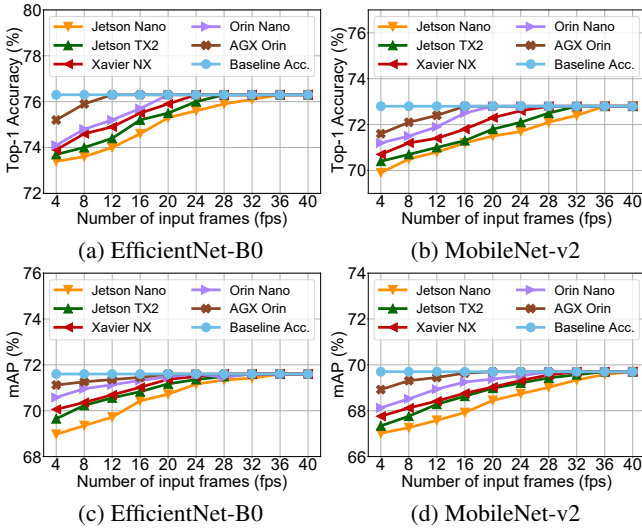 80
78
76
74
72
Top-1 Accuracy (%)
Jetson Nano
Jetson TX2
Xavier NX
Orin Nano
AGX Orin
Baseline Acc.
4 8 12 16 20 24 28 32 36 40
Number of input frames (fps)
(a) EfficientNet-B0
76
74
72
70
Top-1 Accuracy (%)
Jetson Nano
Jetson TX2
Xavier NX
Orin Nano
AGX Orin
Baseline Acc.
4 8 12 16 20 24 28 32 36 40
Number of input frames (fps)
(b) MobileNet-v2
76
74
72
70
68
mAP (%)
Jetson Nano
Jetson TX2
Xavier NX
Orin Nano
AGX Orin
Baseline Acc.
4 8 12 16 20 24 28 32 36 40
Number of input frames (fps)
(c) EfficientNet-B0
74
72
70
68
66
mAP (%)
Jetson Nano
Jetson TX2
Xavier NX
Orin Nano
AGX Orin
Baseline Acc.
4 8 12 16 20 24 28 32 36 40
Number of input frames (fps)
(d) MobileNet-v2